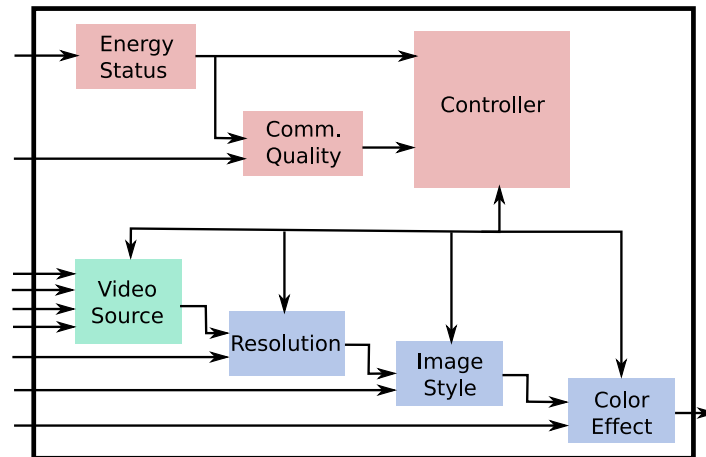 Energy
Status
Controller
Comm.
Quality
Video
Source
Resolution
Image
Style
Color
Effect